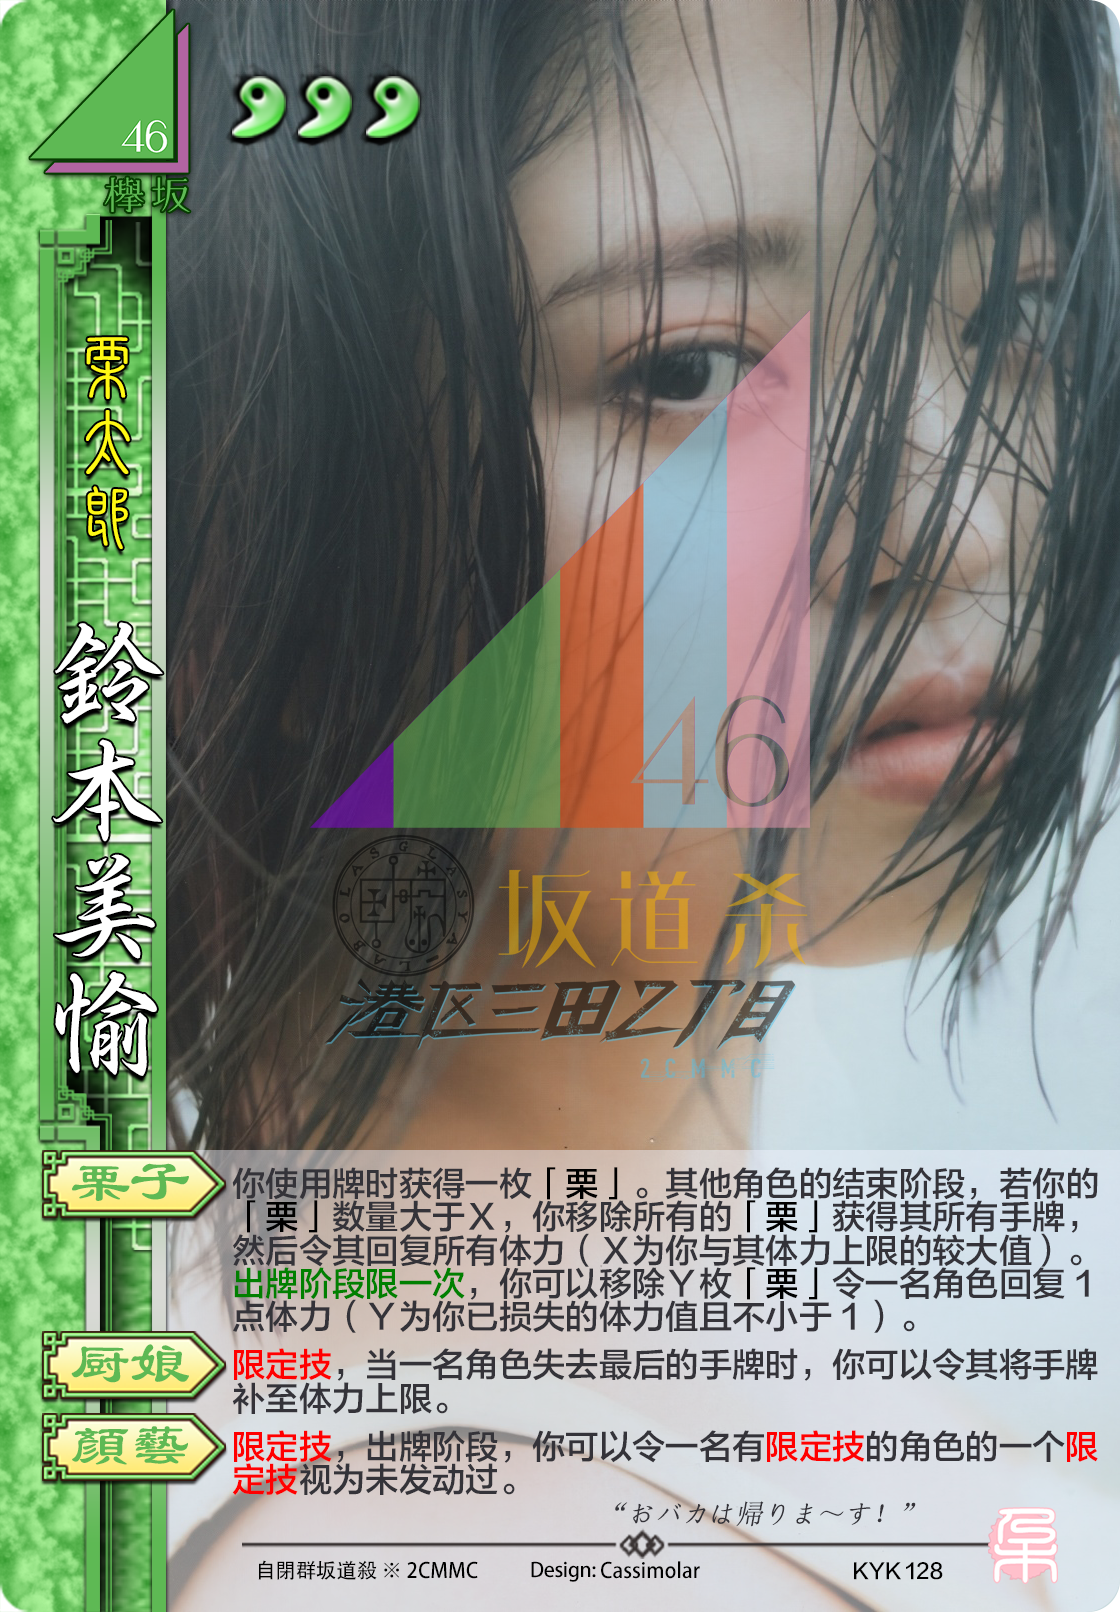 46
欅坂
栗太郎
鈴本美愉
46
GLASYALABOLAS
坂道杀
港区三田2丁目
2CMMC
栗子
你使用牌时获得一枚「栗」。其他角色的结束阶段，若你的
「栗」数量大于X，你移除所有的「栗」获得其所有手牌，
然后令其回复所有体力（X为你与其体力上限的较大值）。
出牌阶段限一次，你可以移除Y枚「栗」令一名角色回复1
点体力（Y为你已损失的体力值且不小于1）。
厨娘
限定技，当一名角色失去最后的手牌时，你可以令其将手牌
补至体力上限。
顏藝
限定技，出牌阶段，你可以令一名有限定技的角色的一个限
定技视为未发动过。
“おバカは帰りま～す！”
自閉群坂道殺 ※ 2CMMC
Design: Cassimolar
KYK 128